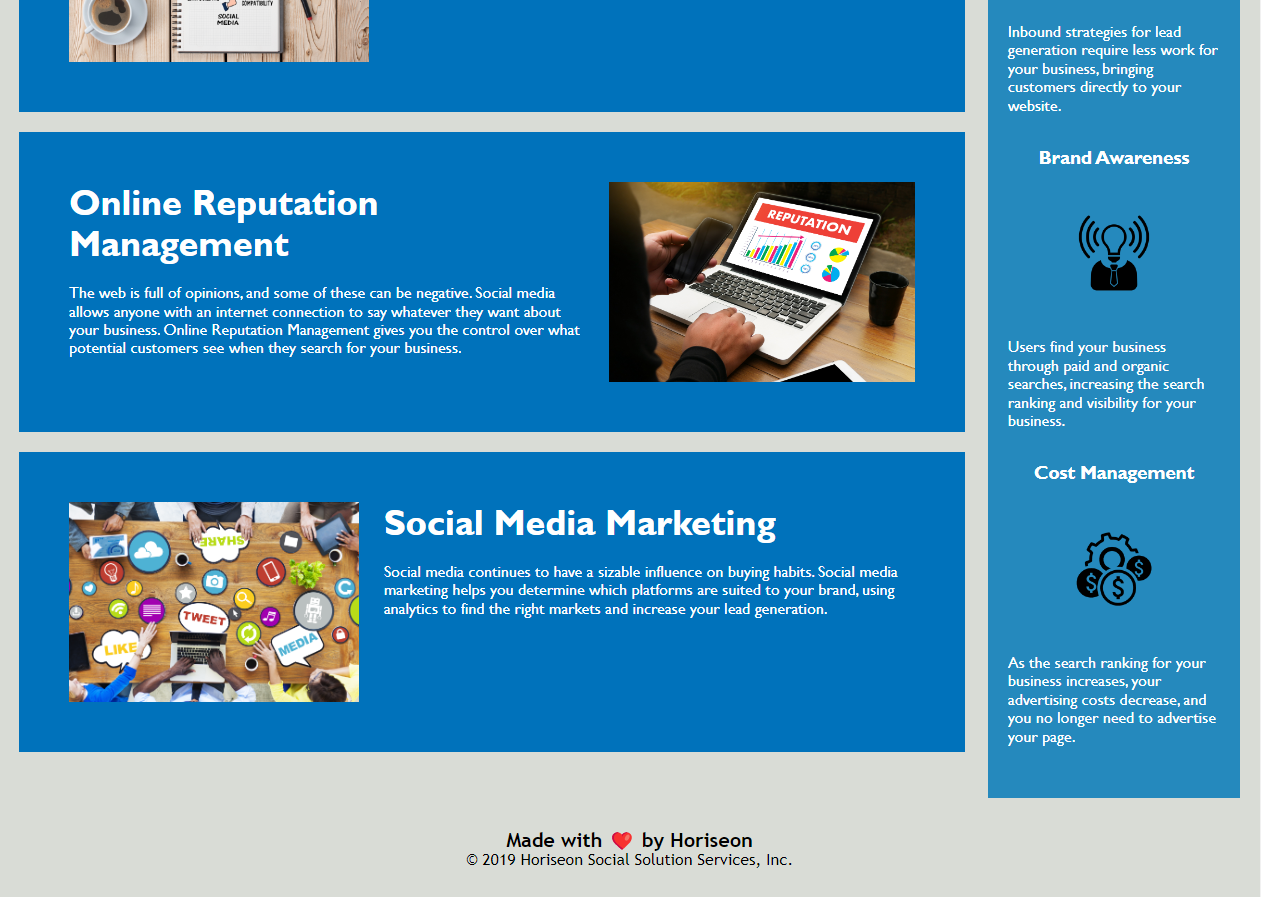 COMPATIBILITY
SOCIAL
MEDIA
Online Reputation
Management
The web is full of opinions, and some of these can be negative. Social media
allows anyone with an internet connection to say whatever they want about
your business. Online Reputation Management gives you the control over what
potential customers see when they search for your business.
REPUTATION
Social Media Marketing
Social media continues to have a sizable influence on buying habits. Social media
marketing helps you determine which platforms are suited to your brand, using
analytics to find the right markets and increase your lead generation.
SHARE
TWEET
LIKE
MEDIA
Inbound strategies for lead
generation require less work for
your business, bringing
customers directly to your
website.
Brand Awareness
Users find your business
through paid and organic
searches, increasing the search
ranking and visibility for your
business.
Cost Management
$ $ $
As the search ranking for your
business increases, your
advertising costs decrease, and
you no longer need to advertise
your page.
Made with ❤️ by Horiseon
© 2019 Horiseon Social Solution Services, Inc.